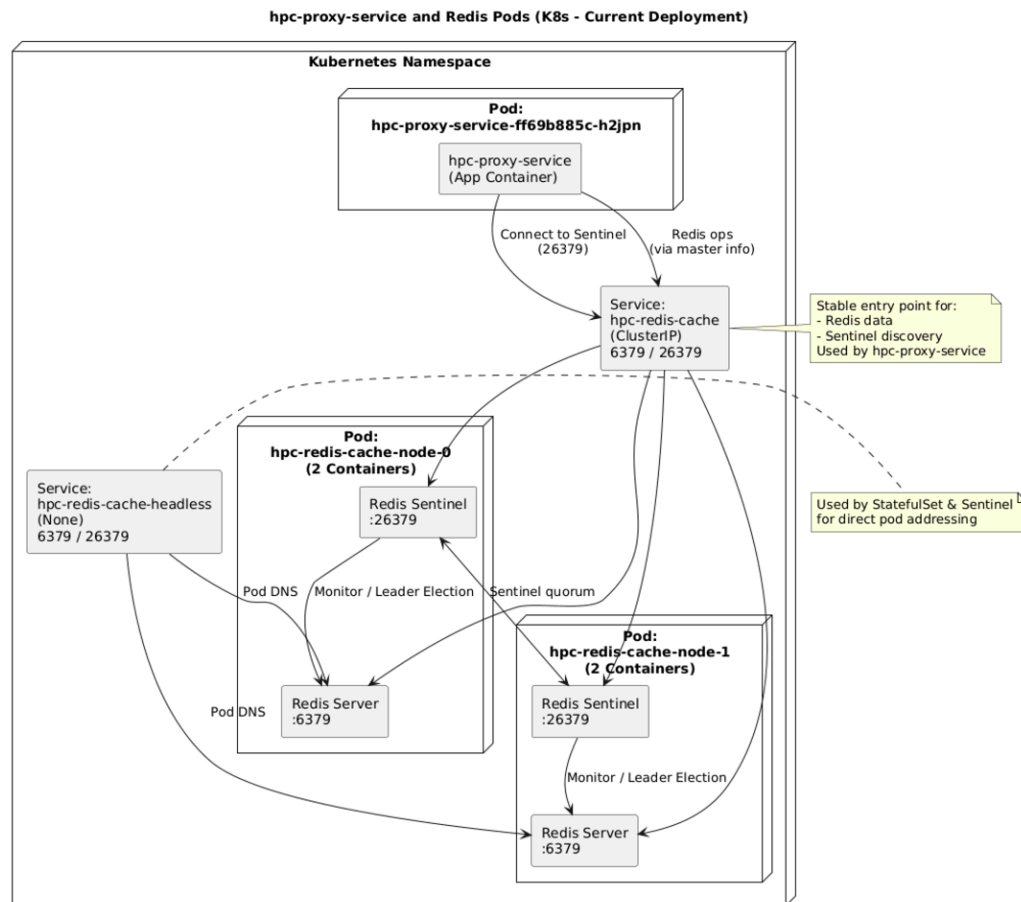 hpc-proxy-service and Redis Pods (K8s - Current Deployment)
Kubernetes Namespace
Pod:
hpc-proxy-service-ff69b885c-h2jpn
hpc-proxy-service
(App Container)
Connect to Sentinel
(26379)
Redis ops
(via master info)
Service:
hpc-redis-cache
(ClusterIP)
6379 / 26379
Stable entry point for:
- Redis data
- Sentinel discovery
Used by hpc-proxy-service
Pod:
hpc-redis-cache-node-0
(2 Containers)
Service:
hpc-redis-cache-headless
(None)
6379 / 26379
Redis Sentinel
:26379
Used by StatefulSet & Sentinel
for direct pod addressing
Pod DNS
Monitor / Leader Election
Sentinel quorum
Pod:
hpc-redis-cache-node-1
(2 Containers)
Redis Server
:6379
Redis Sentinel
:26379
Pod DNS
Monitor / Leader Election
Redis Server
:6379